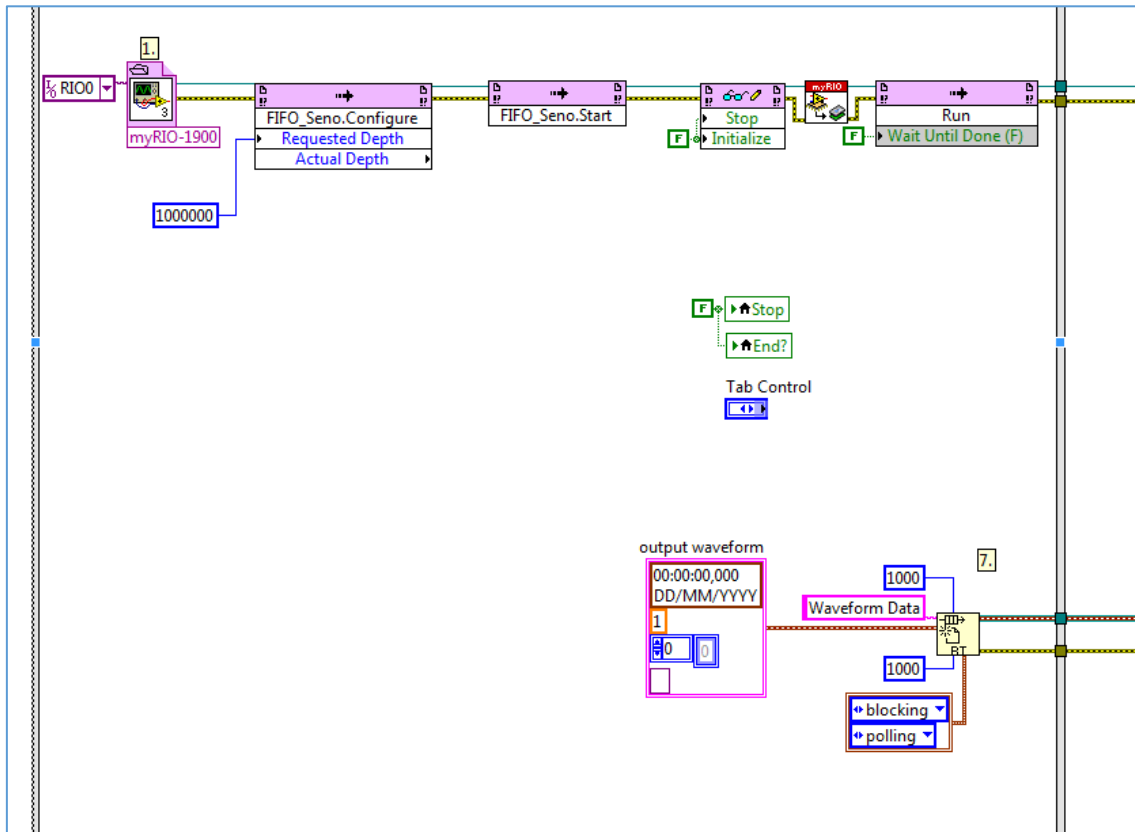 1.
I/O RIO0
3
myRIO-1900
FIFO_Seno.Configure
Requested Depth
Actual Depth
1000000
FIFO_Seno.Start
Stop
Initialize
F
myRIO
Run
Wait Until Done (F)
F
F
Stop
End?
Tab Control
output waveform
00:00:00,000
DD/MM/YYYY
1
0
0
7.
1000
Waveform Data
RT
1000
blocking
polling